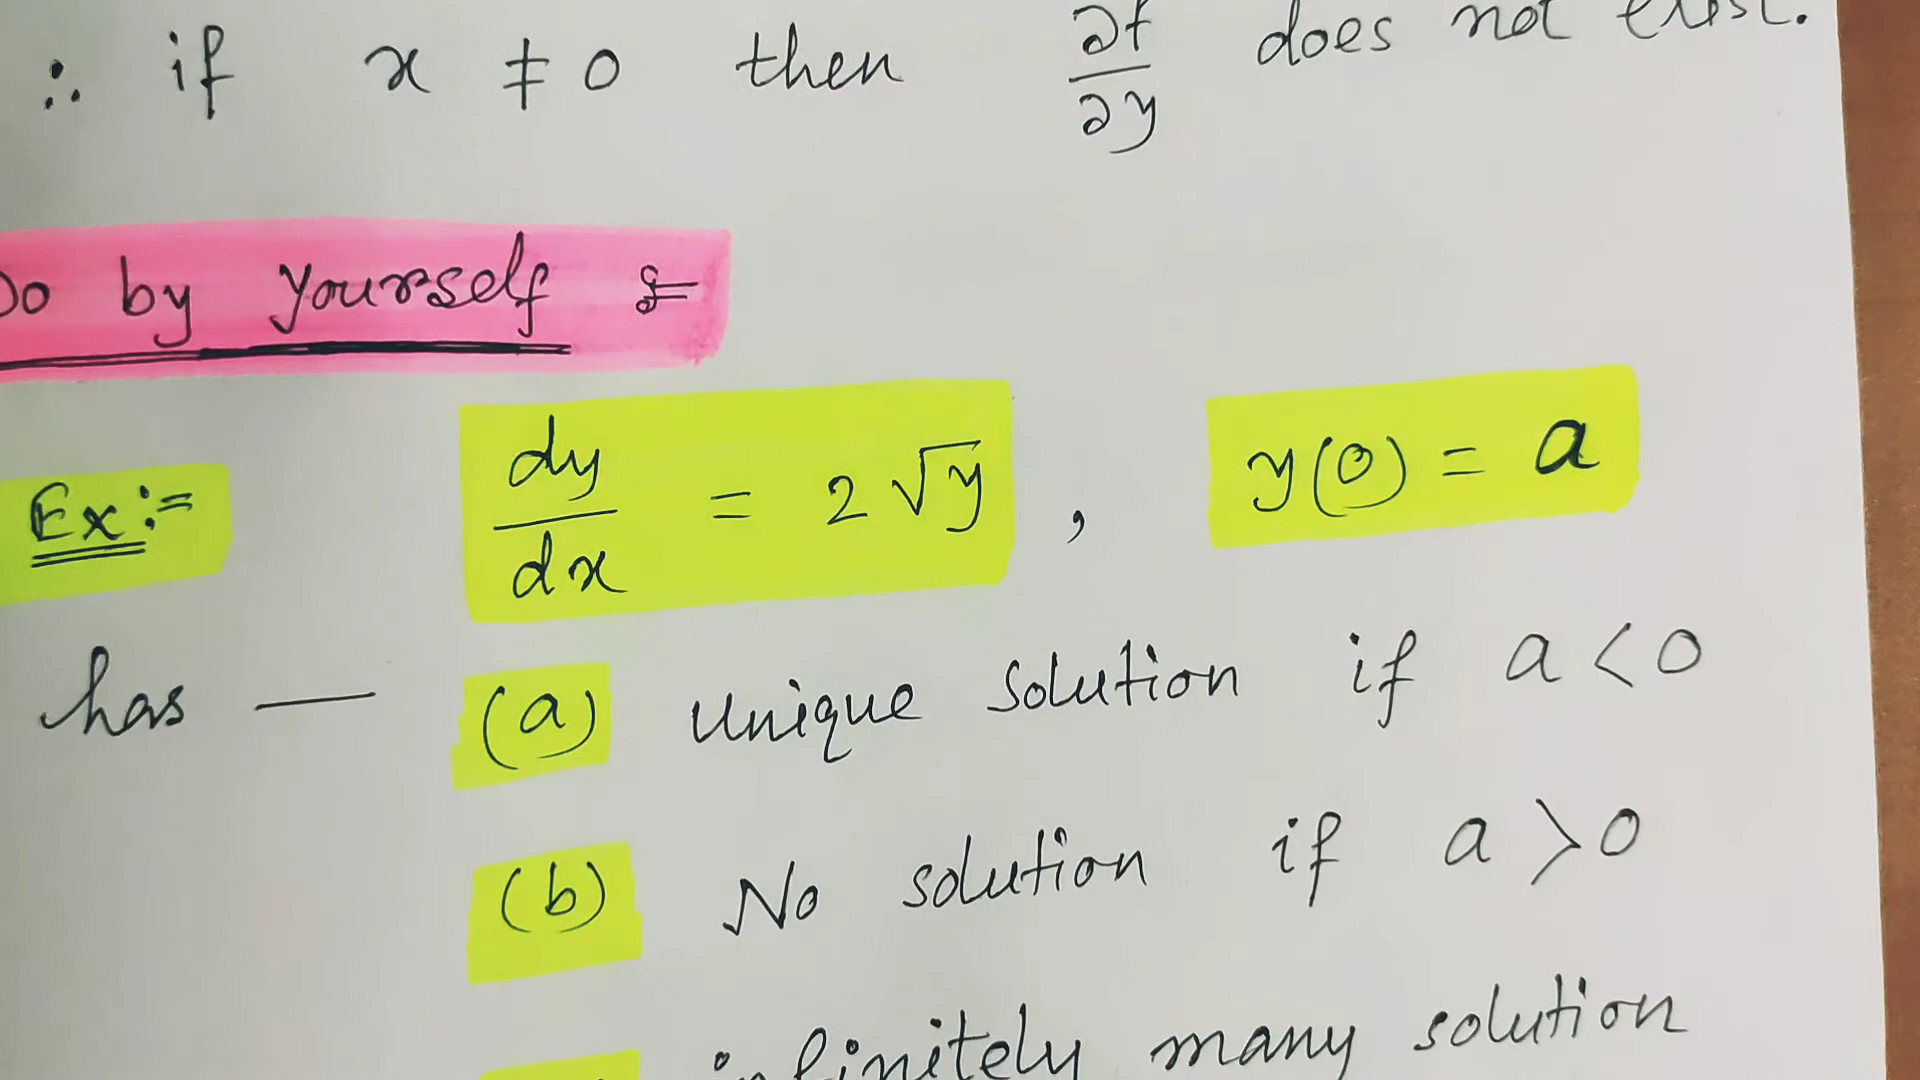 ∴ if x ≠ 0 then ∂f/∂y does not exist.
Do by yourself :=
Ex:= dy/dx = 2√y , y(0) = a
has — (a) Unique Solution if a < 0
(b) No solution if a > 0
infinitely many solution